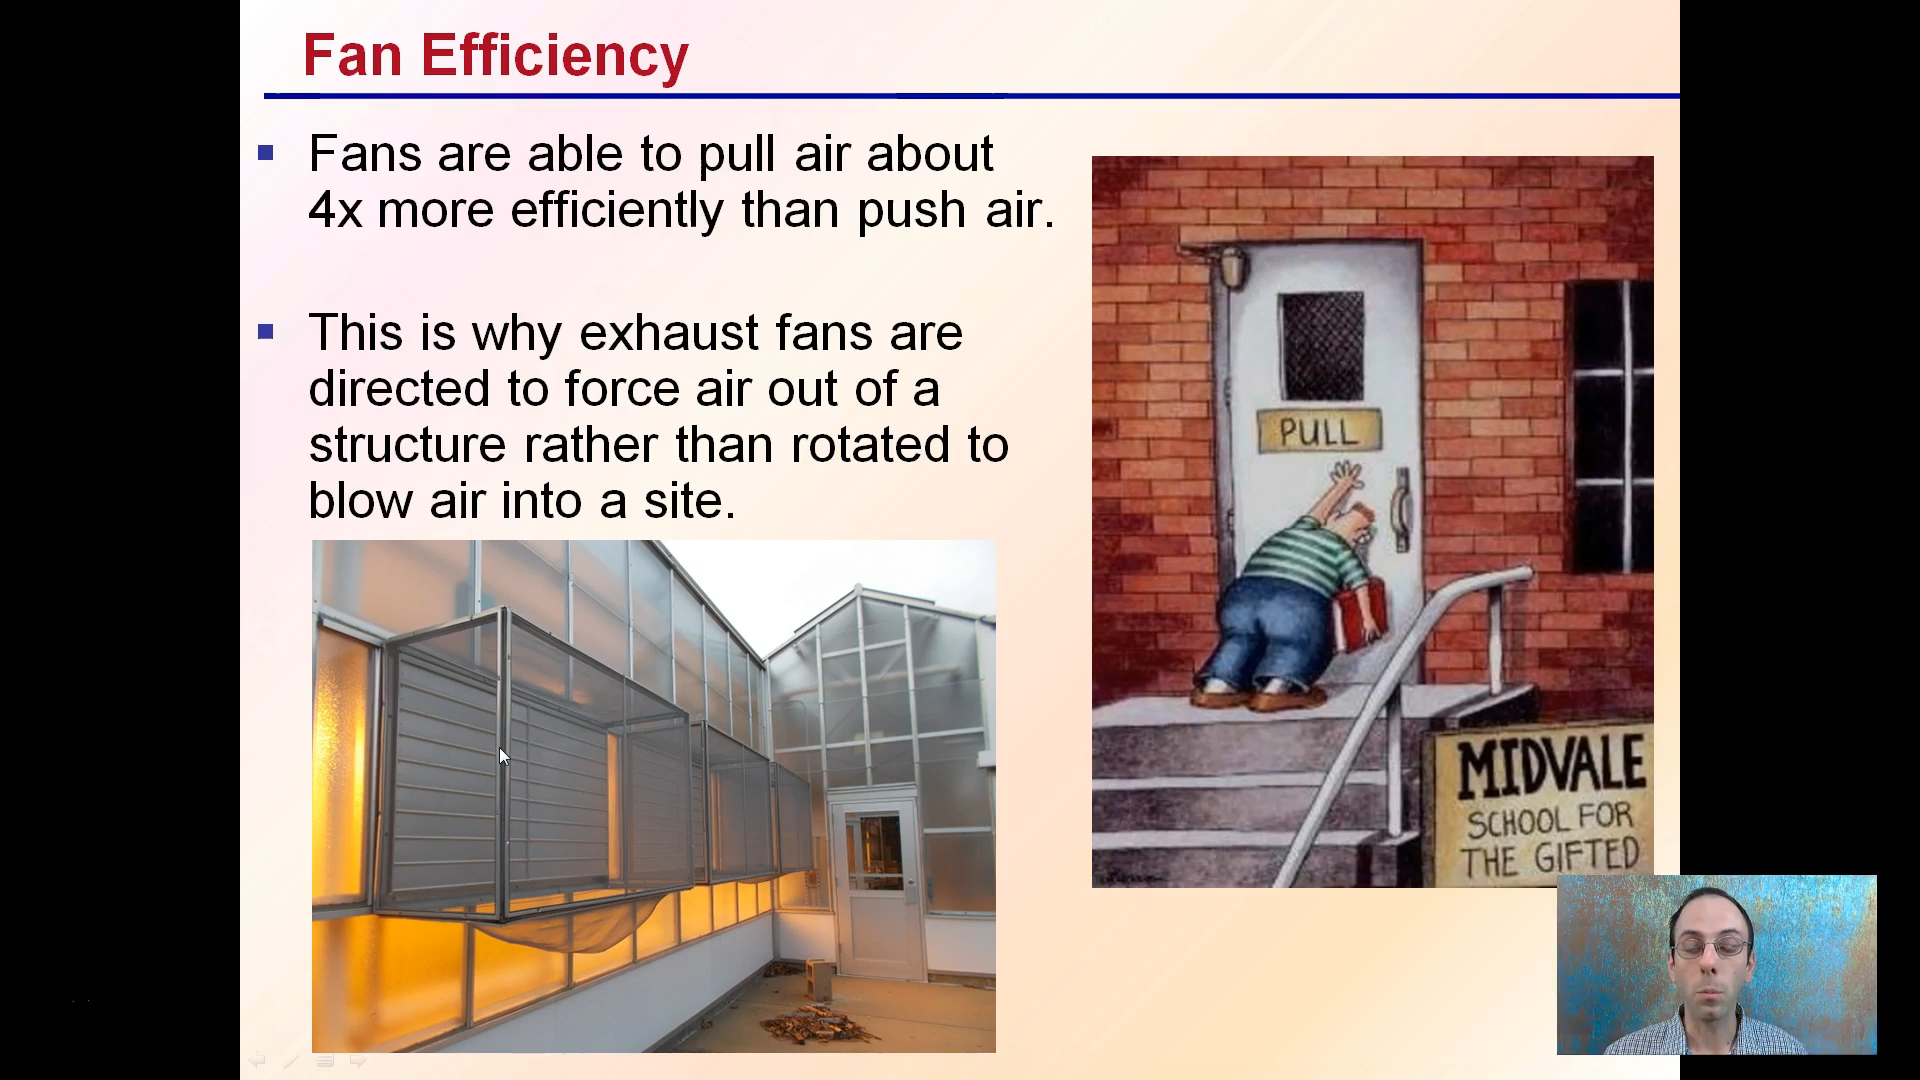 Fan Efficiency
Fans are able to pull air about
4x more efficiently than push air.
This is why exhaust fans are
directed to force air out of a
structure rather than rotated to
blow air into a site.
PULL
MIDVALE
SCHOOL FOR
THE GIFTED